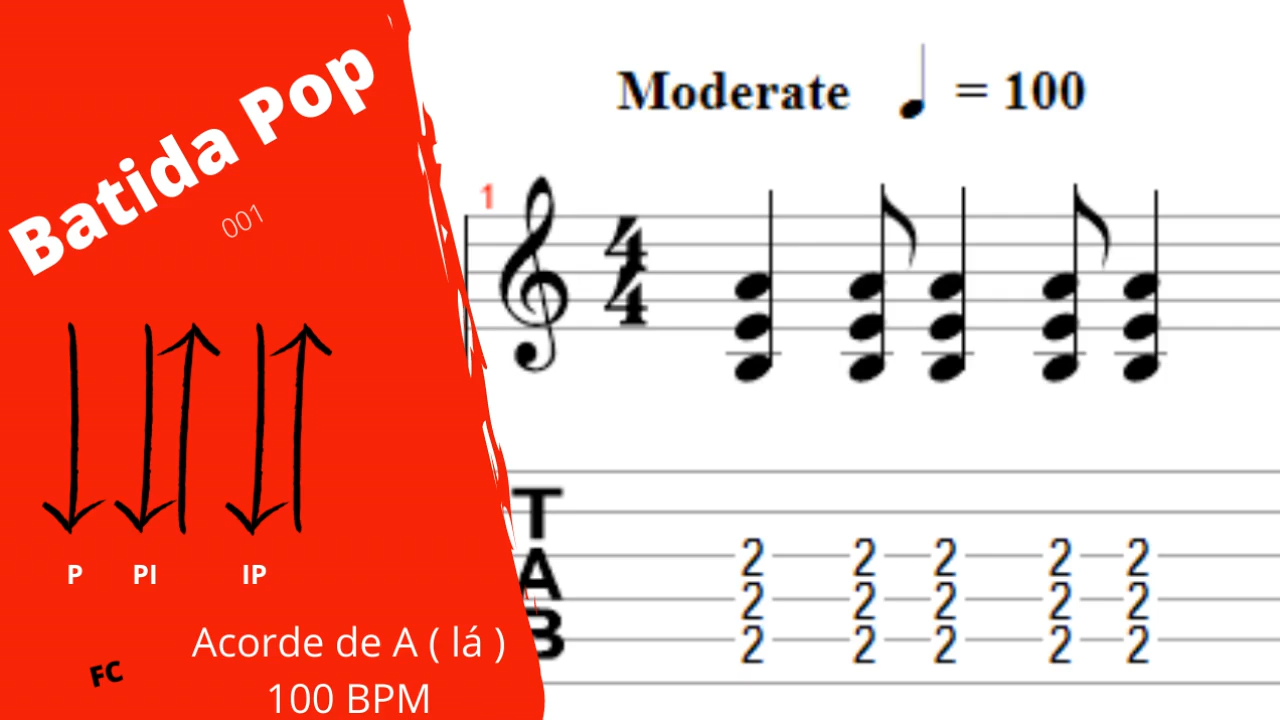 Batida Pop
001
P PI IP
FC
Acorde de A ( lá )
100 BPM
Moderate ♩ = 100
1
4
4
T
A
B
2 2 2 2 2
2 2 2 2 2
2 2 2 2 2